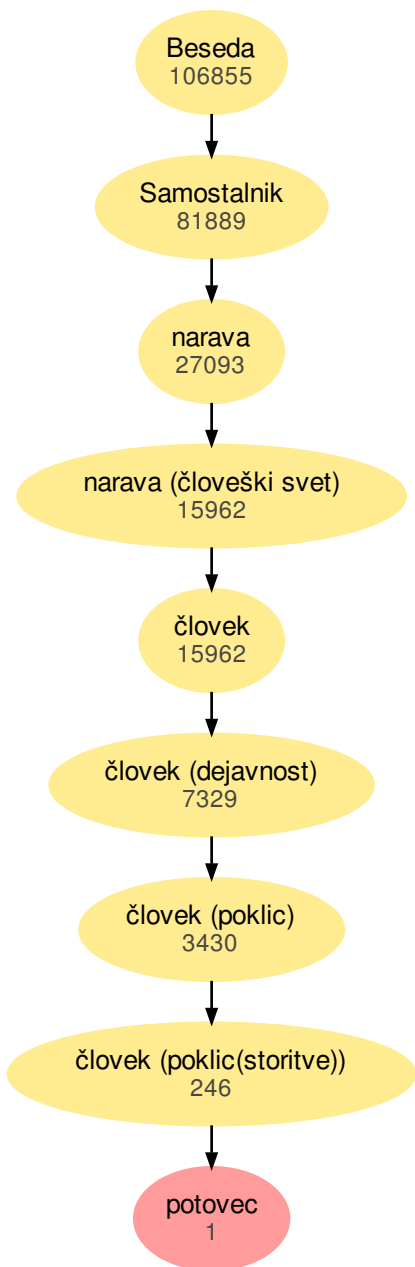 Beseda
106855
Samostalnik
81889
narava
27093
narava (človeški svet)
15962
človek
15962
človek (dejavnost)
7329
človek (poklic)
3430
človek (poklic(storitve))
246
potovec
1